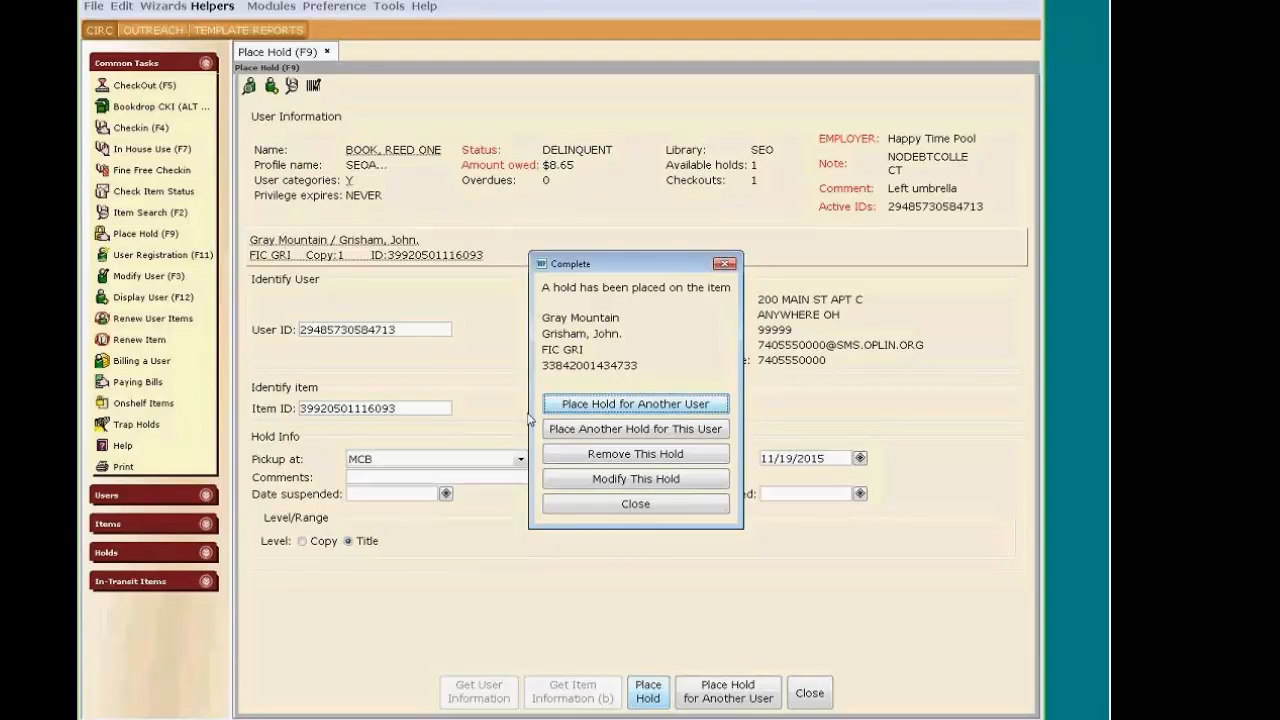 File Edit Wizards Helpers Modules Preference Tools Help
CIRC OUTREACH TEMPLATE REPORTS
Common Tasks
CheckOut (F5)
Bookdrop CKI (ALT ...
Checkin (F4)
In House Use (F7)
Fine Free Checkin
Check Item Status
Item Search (F2)
Place Hold (F9)
User Registration (F11)
Modify User (F3)
Display User (F12)
Renew User Items
Renew Item
Billing a User
Paying Bills
Onshelf Items
Trap Holds
Help
Print
Users
Items
Holds
In-Transit Items
Place Hold (F9) ×
Place Hold (F9)
User Information
Name: BOOK, REED ONE Status: DELINQUENT Library: SEO
Profile name: SEOA... Amount owed: $8.65 Available holds: 1
User categories: Y Overdues: 0 Checkouts: 1
Privilege expires: NEVER
EMPLOYER: Happy Time Pool
Note: NODEBTCOLLE
CT
Comment: Left umbrella
Active IDs: 29485730584713
Gray Mountain / Grisham, John.
FIC GRI Copy:1 ID:39920501116093
Identify User
User ID: 29485730584713
200 MAIN ST APT C
ANYWHERE OH
99999
7405550000@SMS.OPLIN.ORG
e: 7405550000
Identify item
Item ID: 39920501116093
Hold Info
Pickup at: MCB 11/19/2015
Comments:
Date suspended: ed:
Level/Range
Level: Copy Title
Complete
A hold has been placed on the item
Gray Mountain
Grisham, John.
FIC GRI
33842001434733
Place Hold for Another User
Place Another Hold for This User
Remove This Hold
Modify This Hold
Close
Get User
Information
Get Item
Information (b)
Place
Hold
Place Hold
for Another User
Close